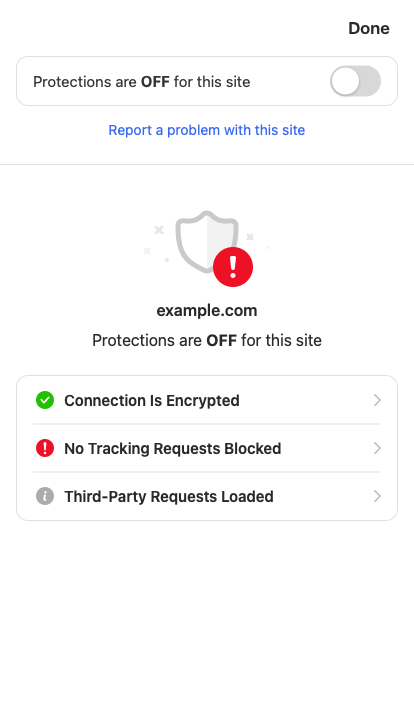 Done
Protections are OFF for this site
Report a problem with this site
example.com
Protections are OFF for this site
Connection Is Encrypted
No Tracking Requests Blocked
Third-Party Requests Loaded